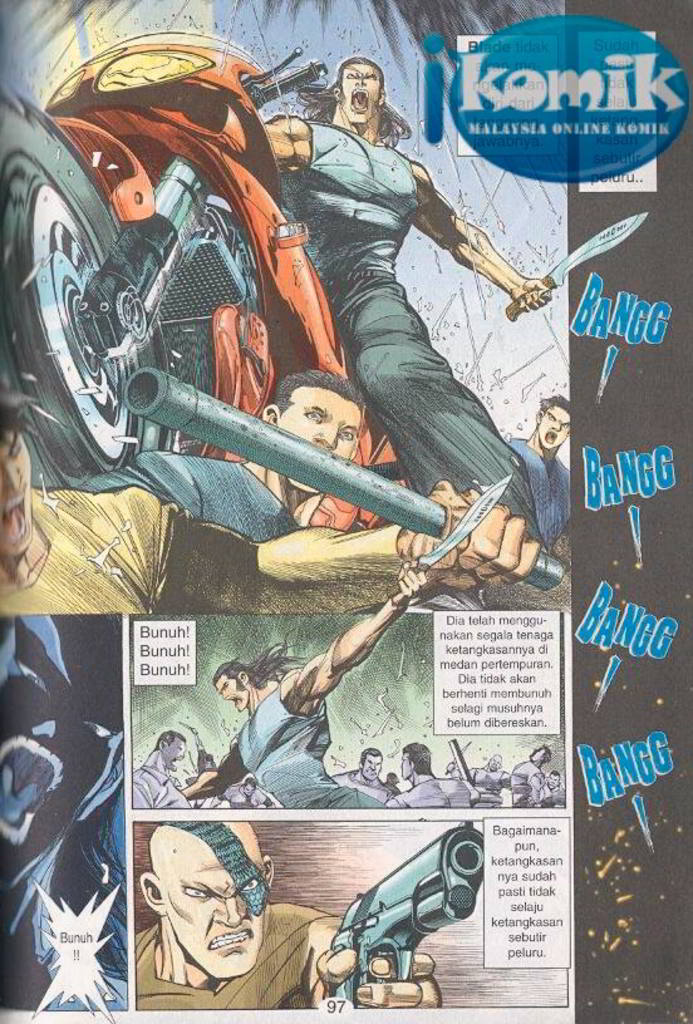 Blade tidak
Sudah
ikomik
MALAYSIA ONLINE KOMIK
sebutir
peluru..
BANGG
!
BANGG
!
BANGG
!
BANGG
!
Bunuh!
Bunuh!
Bunuh!
Dia telah menggu-
nakan segala tenaga
ketangkasannya di
medan pertempuran.
Dia tidak akan
berhenti membunuh
selagi musuhnya
belum dibereskan.
Bunuh
!!
Bagaimana-
pun,
ketangkasan
nya sudah
pasti tidak
selaju
ketangkasan
sebutir
peluru.
97